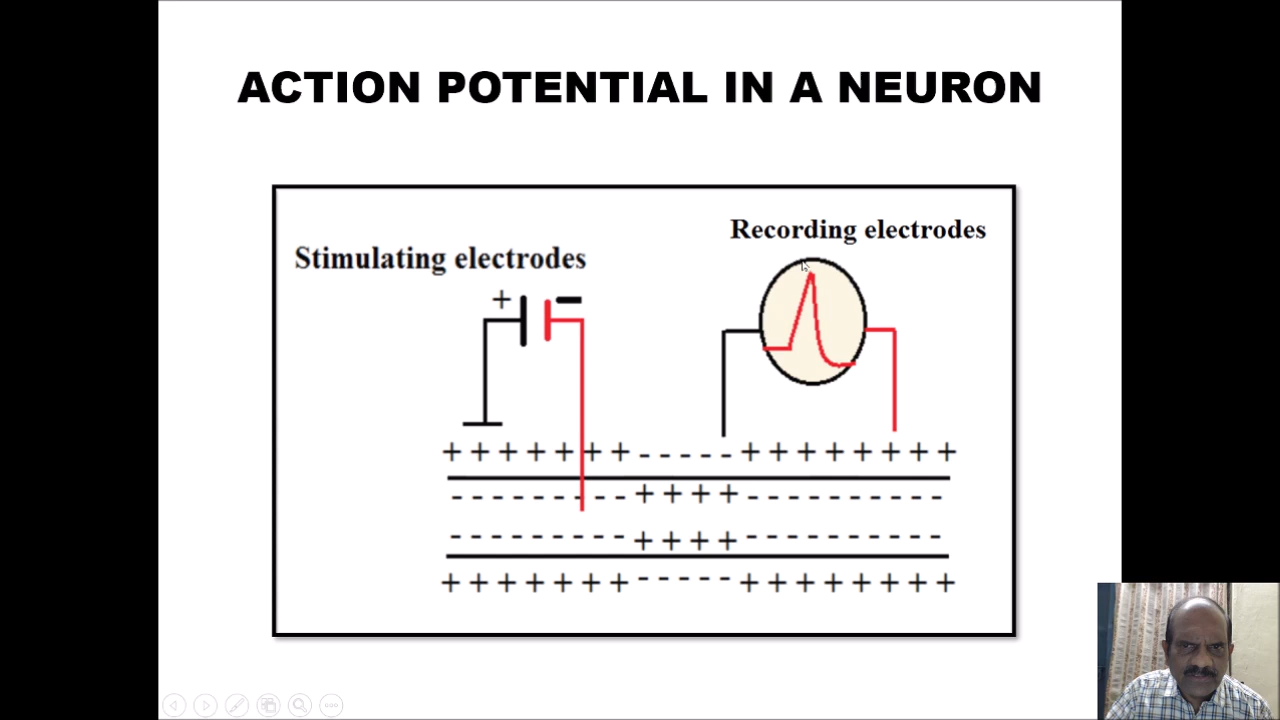 ACTION POTENTIAL IN A NEURON
Recording electrodes
Stimulating electrodes
+ -
+ + + + + + + - - - - - + + + + + + + +
- - - - - - - - - + + + + - - - - - - - - - -
- - - - - - - - - + + + + - - - - - - - - - -
+ + + + + + + - - - - - + + + + + + + +